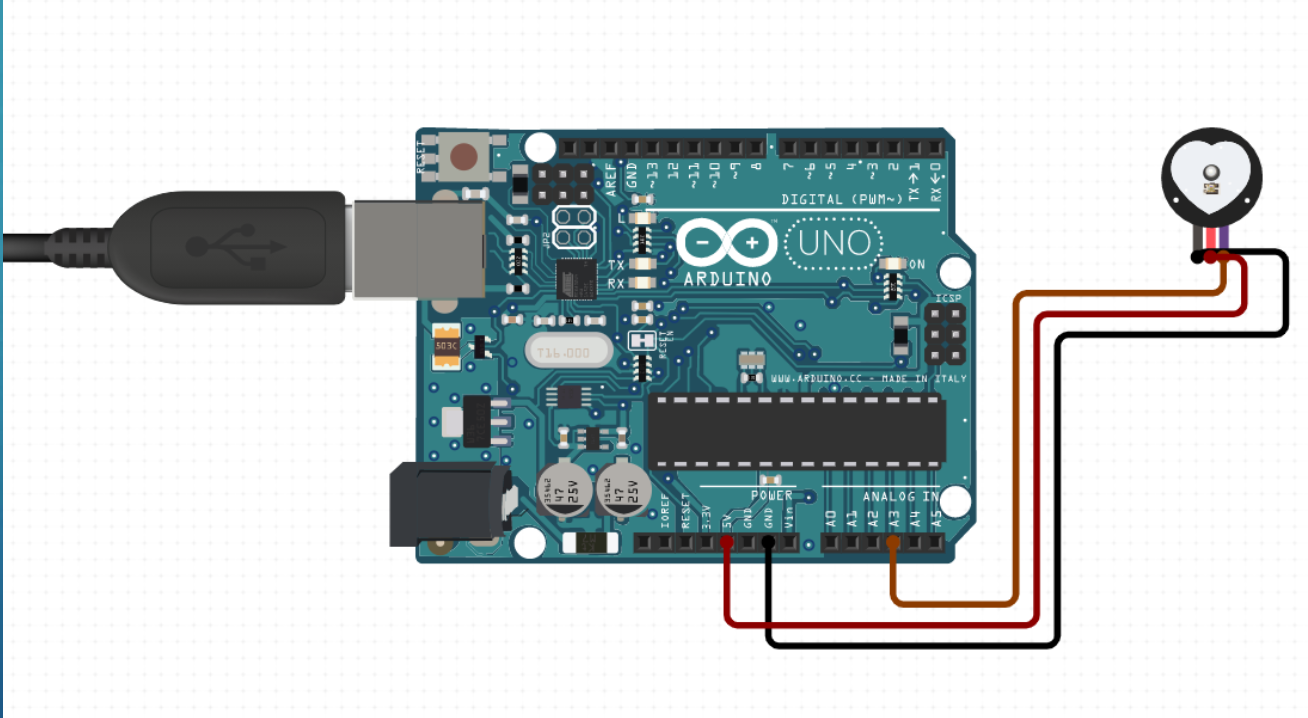 RESET
AREF
GND
~13
12
~11
~10
~9
8
7
~6
~5
4
~3
2
TX→1
RX←0
DIGITAL (PWM~)
JP2
L
TX
RX
UNO
ARDUINO
™
ON
ICSP
503C
T16.000
RESET
EN
WWW.ARDUINO.CC - MADE IN ITALY
47
25V
47
25V
POWER
ANALOG IN
IOREF
RESET
3.3V
5V
GND
GND
Vin
A0
A1
A2
A3
A4
A5